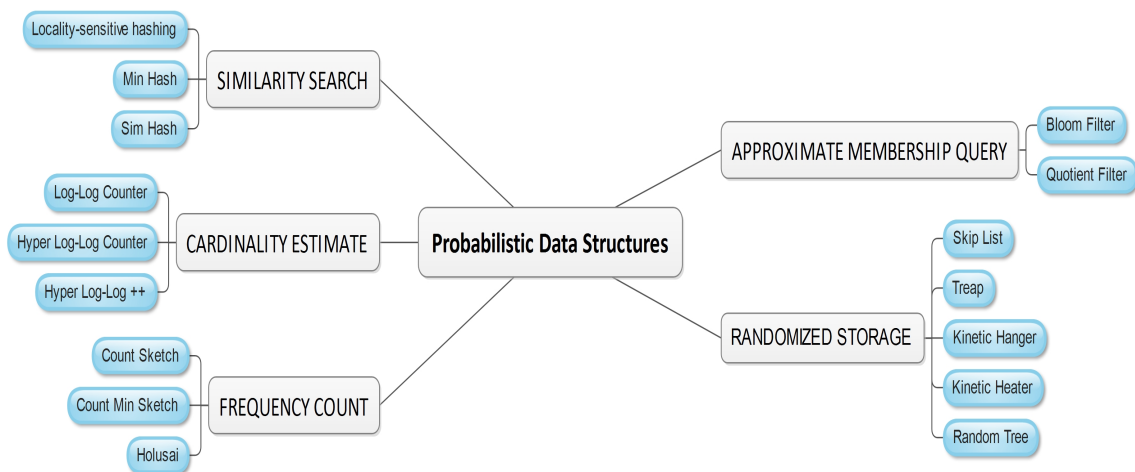 Locality-sensitive hashing
Min Hash
Sim Hash
SIMILARITY SEARCH
Log-Log Counter
Hyper Log-Log Counter
Hyper Log-Log ++
CARDINALITY ESTIMATE
Count Sketch
Count Min Sketch
Holusai
FREQUENCY COUNT
Probabilistic Data Structures
APPROXIMATE MEMBERSHIP QUERY
Bloom Filter
Quotient Filter
RANDOMIZED STORAGE
Skip List
Treap
Kinetic Hanger
Kinetic Heater
Random Tree